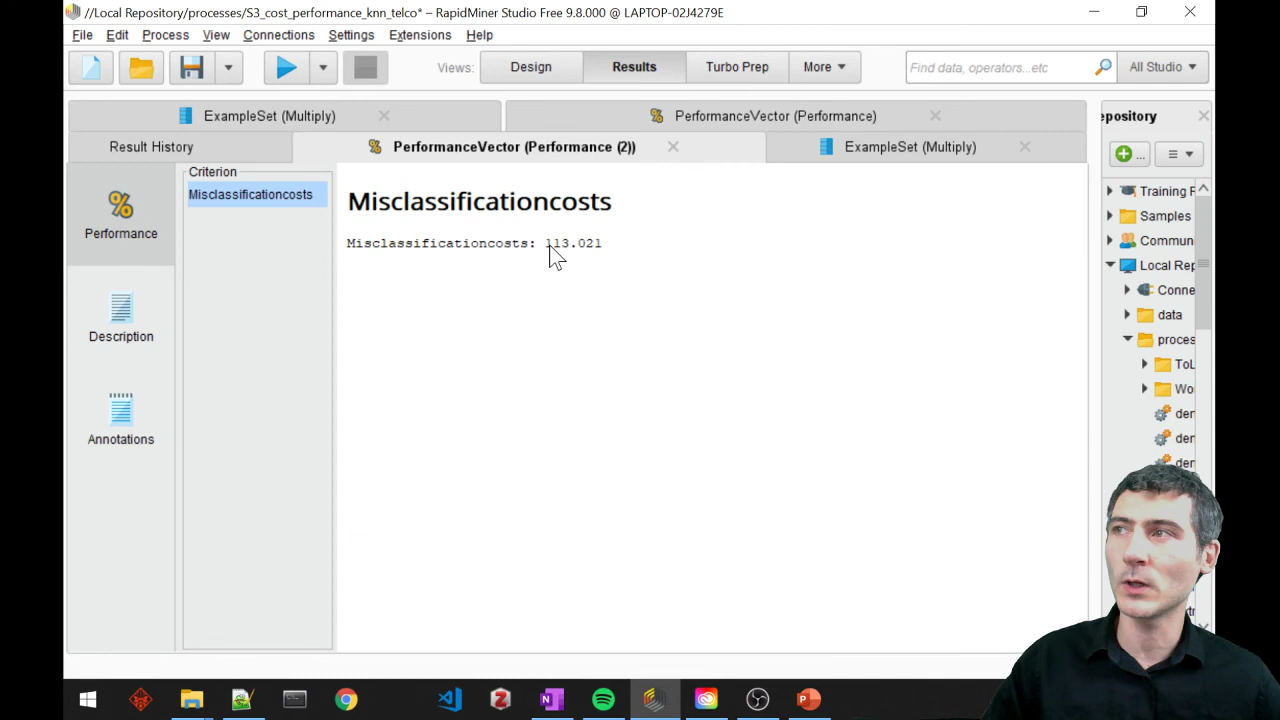 //Local Repository/processes/S3_cost_performance_knn_telco* – RapidMiner Studio Free 9.8.000 @ LAPTOP-02J4279E
File Edit Process View Connections Settings Extensions Help
Views: Design Results Turbo Prep More Find data, operators...etc All Studio
ExampleSet (Multiply) PerformanceVector (Performance) epository
Result History PerformanceVector (Performance (2)) ExampleSet (Multiply) ...
Criterion
Misclassificationcosts
Performance
Description
Annotations
Misclassificationcosts
Misclassificationcosts: 113.021
Training R
Samples
Commun
Local Rep
Conne
data
proces
ToL
Wo
der
der
der